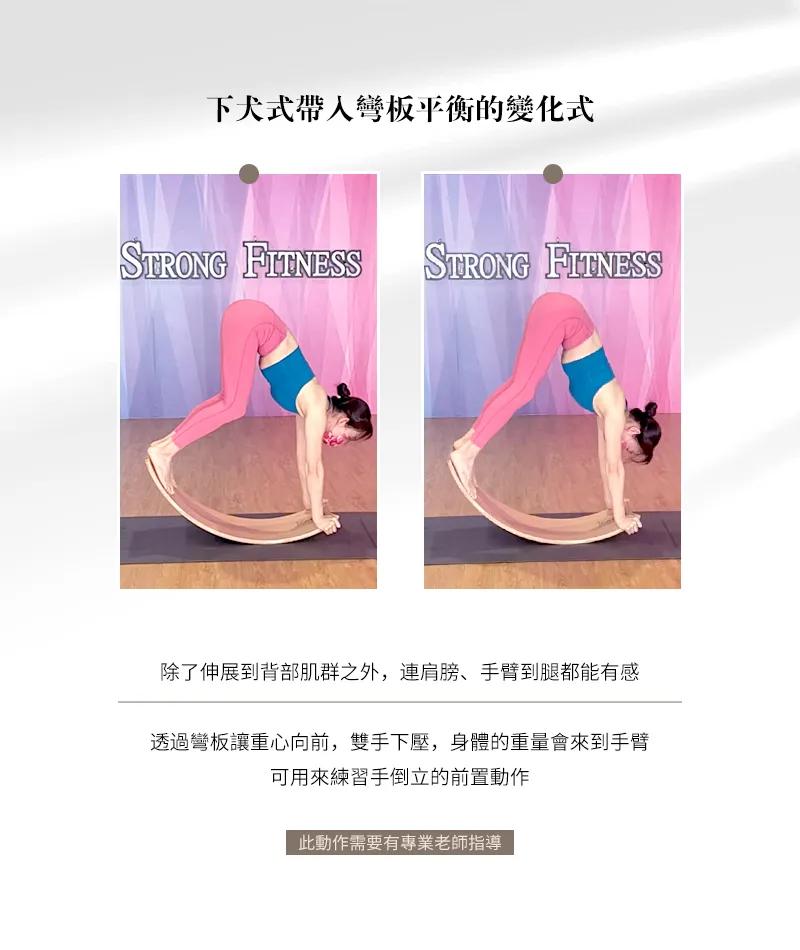 下犬式帶入彎板平衡的變化式
STRONG FITNESS
STRONG FITNESS
除了伸展到背部肌群之外，連肩膀、手臂到腿都能有感
透過彎板讓重心向前，雙手下壓，身體的重量會來到手臂
可用來練習手倒立的前置動作
此動作需要有專業老師指導